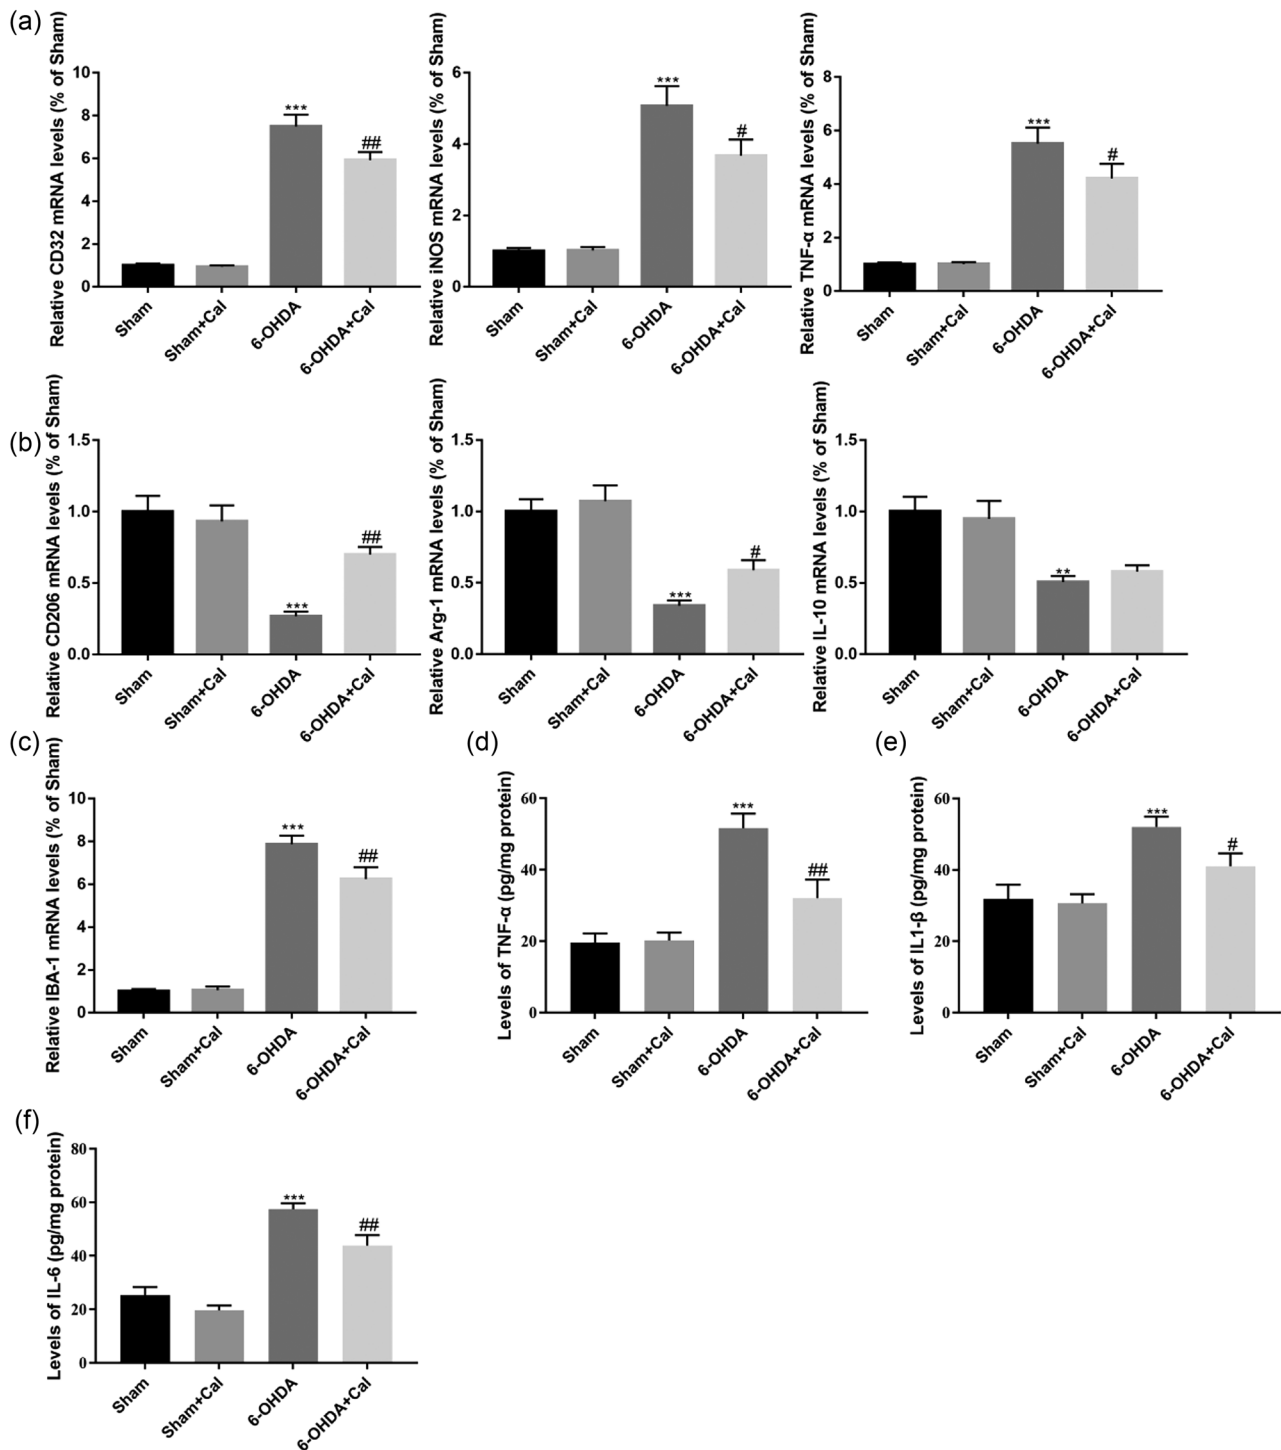 (a)
Relative CD32 mRNA levels (% of Sham)
10
8
6
4
2
0
***
##
Sham
Sham+Cal
6-OHDA
6-OHDA+Cal
Relative iNOS mRNA levels (% of Sham)
6
4
2
0
***
#
Sham
Sham+Cal
6-OHDA
6-OHDA+Cal
Relative TNF-α mRNA levels (% of Sham)
8
6
4
2
0
***
#
Sham
Sham+Cal
6-OHDA
6-OHDA+Cal
(b)
Relative CD206 mRNA levels (% of Sham)
1.5
1.0
0.5
0.0
***
##
Sham
Sham+Cal
6-OHDA
6-OHDA+Cal
Relative Arg-1 mRNA levels (% of Sham)
1.5
1.0
0.5
0.0
***
#
Sham
Sham+Cal
6-OHDA
6-OHDA+Cal
Relative IL-10 mRNA levels (% of Sham)
1.5
1.0
0.5
0.0
**
Sham
Sham+Cal
6-OHDA
6-OHDA+Cal
(c)
Relative IBA-1 mRNA levels (% of Sham)
10
8
6
4
2
0
***
##
Sham
Sham+Cal
6-OHDA
6-OHDA+Cal
(d)
Levels of TNF-α (pg/mg protein)
60
40
20
0
***
##
Sham
Sham+Cal
6-OHDA
6-OHDA+Cal
(e)
Levels of IL1-β (pg/mg protein)
60
40
20
0
***
#
Sham
Sham+Cal
6-OHDA
6-OHDA+Cal
(f)
Levels of IL-6 (pg/mg protein)
80
60
40
20
0
***
##
Sham
Sham+Cal
6-OHDA
6-OHDA+Cal